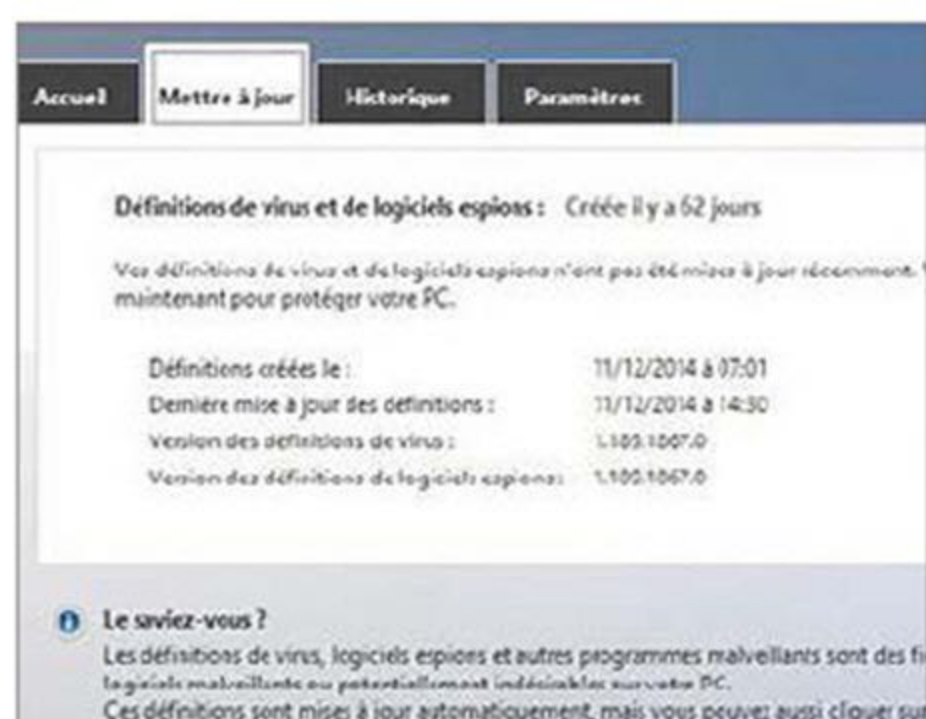 Accueil
Mettre à jour
Historique
Paramètres
Définitions de virus et de logiciels espions : Créée il y a 62 jours
Vos définitions de virus et de logiciels espions n'ont pas été mises à jour récemment.
maintenant pour protéger votre PC.
Définitions créées le : 11/12/2014 à 07:01
Dernière mise à jour des définitions : 11/12/2014 à 14:30
Version des définitions de virus :
Version des définitions de logiciels espions :
Le saviez-vous ?
Les définitions de virus, logiciels espions et autres programmes malveillants sont des fi
logiciels malveillants ou potentiellement indésirables sur votre PC.
Ces définitions sont mises à jour automatiquement, mais vous pouvez aussi cliquer sur